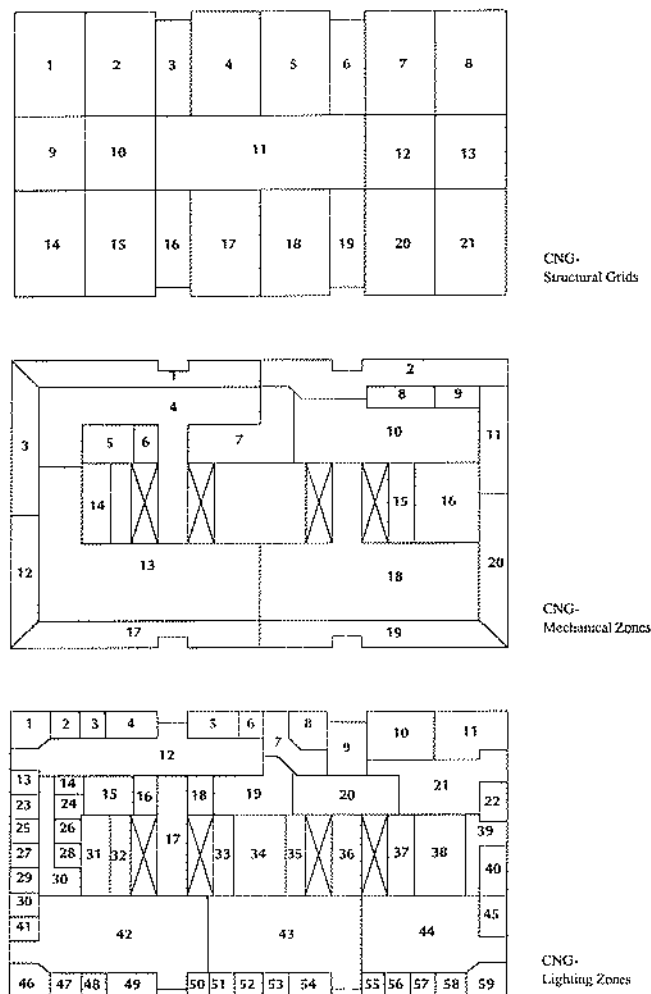 1 2 3 4 5 6 7 8
9 10 11 12 13
14 15 16 17 18 19 20 21
CNG-
Structural Grids
1 2
4
8 9
3 5 6 7 10 11
14 15 16
12 13 18 20
17 19
CNG-
Mechanical Zones
1 2 3 4 5 6 7 8 9 10 11
12
13 14 15 16 18 19 20 21 22
23 24
25 26 17 39
27 28 31 32 33 34 35 36 37 38 40
29 30
30
41 42 43 44 45
46 47 48 49 50 51 52 53 54 55 56 57 58 59
CNG-
Lighting Zones